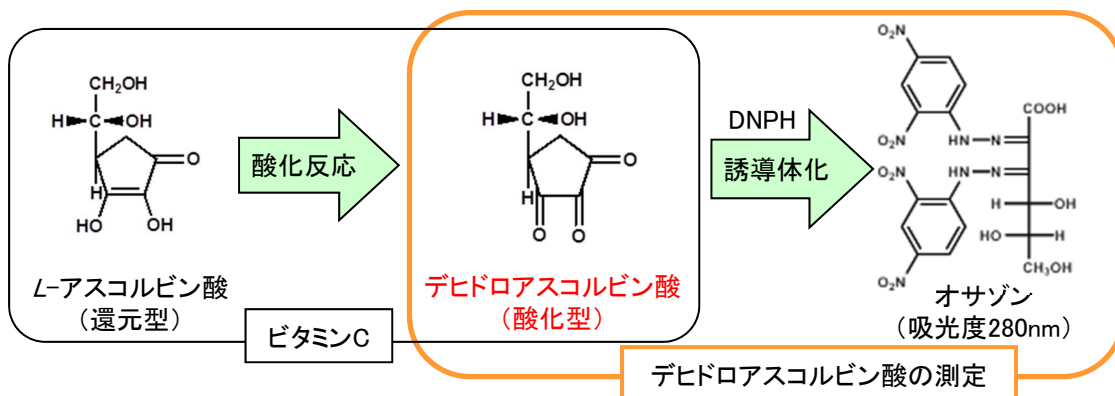 CH₂OH
H
C
OH
O
H
HO
OH
L-アスコルビン酸
(還元型)
酸化反応
ビタミンC
CH₂OH
H
C
OH
O
H
O
O
デヒドロアスコルビン酸
(酸化型)
DNPH
誘導体化
O₂N
O₂N
NO₂
HN-N
COOH
O₂N
HN-N
NO₂
H
OH
HO
H
CH₃OH
オサゾン
(吸光度280nm)
デヒドロアスコルビン酸の測定